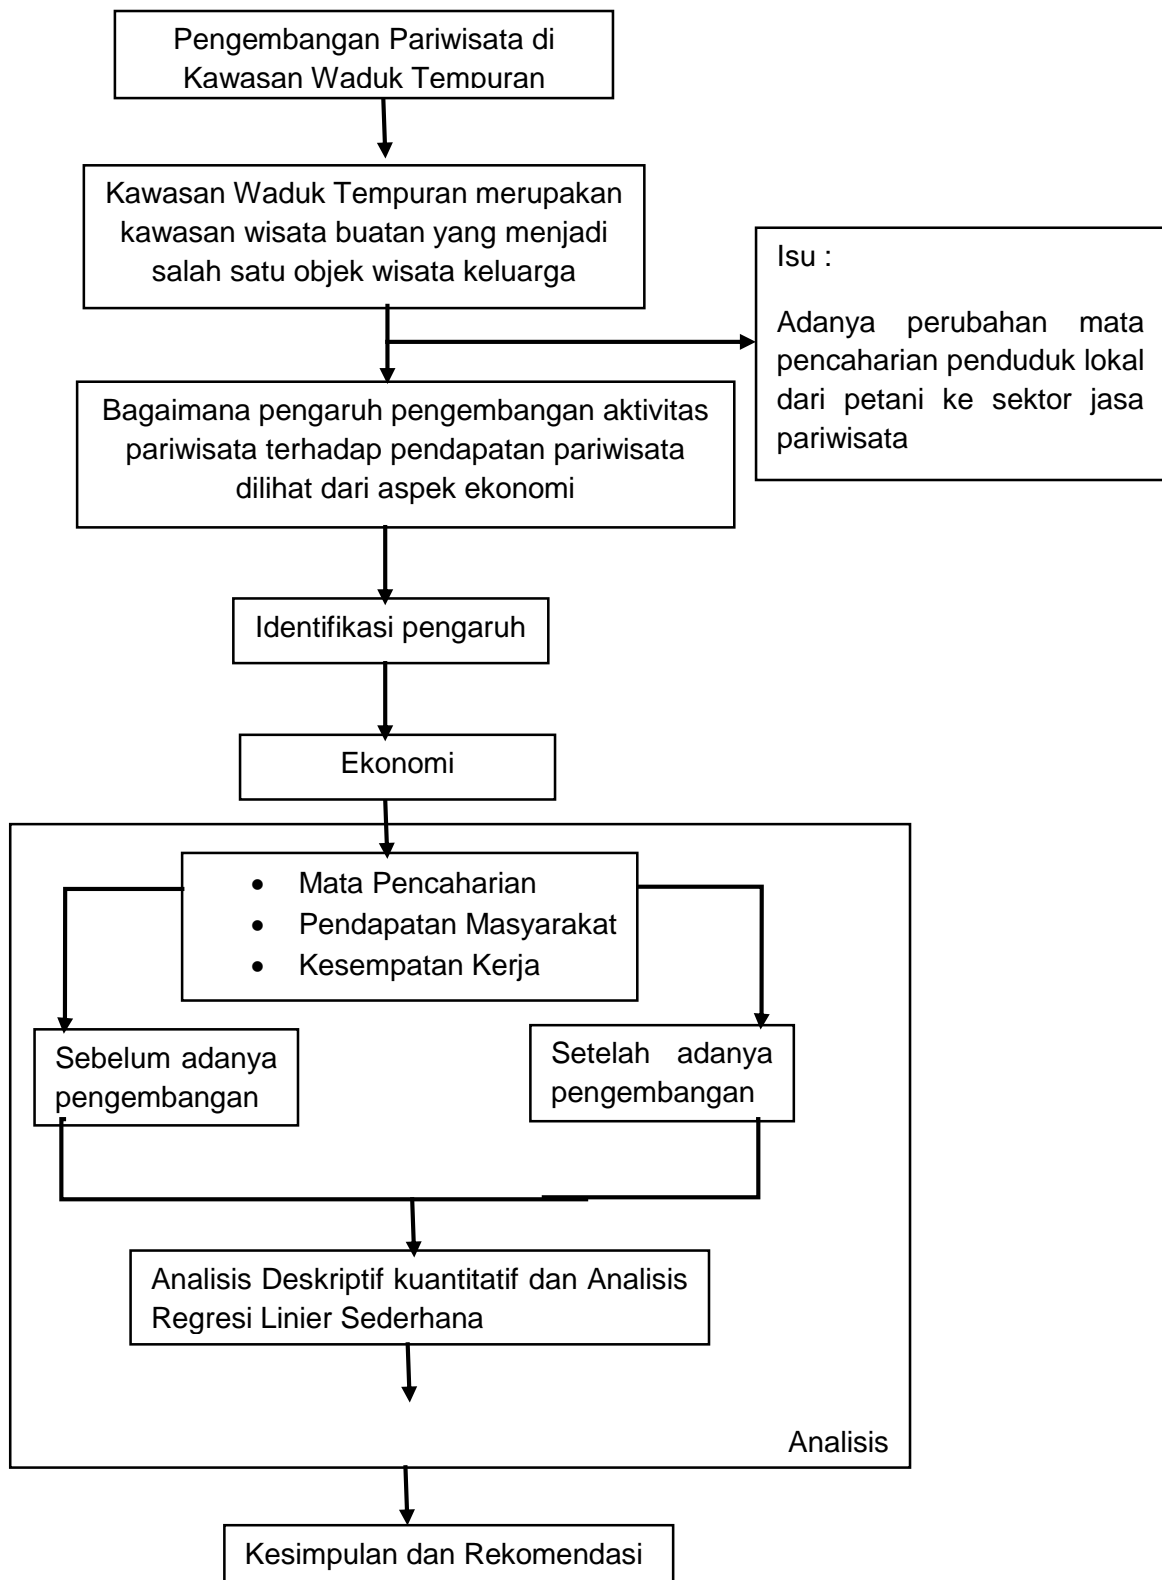 Pengembangan Pariwisata di
Kawasan Waduk Tempuran
Kawasan Waduk Tempuran merupakan
kawasan wisata buatan yang menjadi
salah satu objek wisata keluarga
Isu :
Adanya perubahan mata
pencaharian penduduk lokal
dari petani ke sektor jasa
pariwisata
Bagaimana pengaruh pengembangan aktivitas
pariwisata terhadap pendapatan pariwisata
dilihat dari aspek ekonomi
Identifikasi pengaruh
Ekonomi
• Mata Pencaharian
• Pendapatan Masyarakat
• Kesempatan Kerja
Sebelum adanya
pengembangan
Setelah adanya
pengembangan
Analisis Deskriptif kuantitatif dan Analisis
Regresi Linier Sederhana
Analisis
Kesimpulan dan Rekomendasi